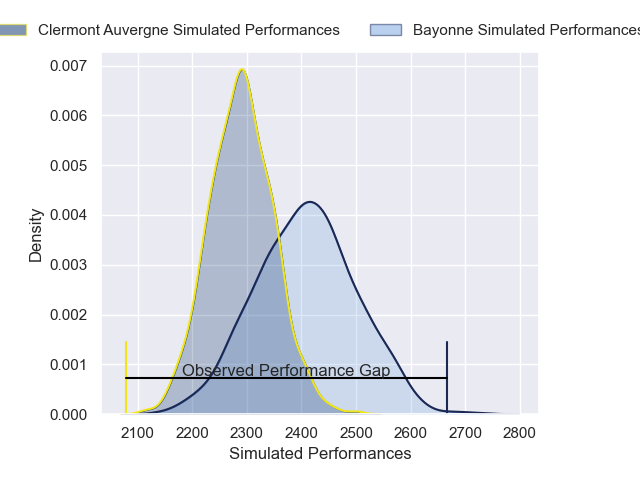 Clermont Auvergne Simulated Performances
Bayonne Simulated Performances
0.007
0.006
0.005
0.004
0.003
0.002
0.001
0.000
Density
Observed Performance Gap
2100 2200 2300 2400 2500 2600 2700 2800
Simulated Performances